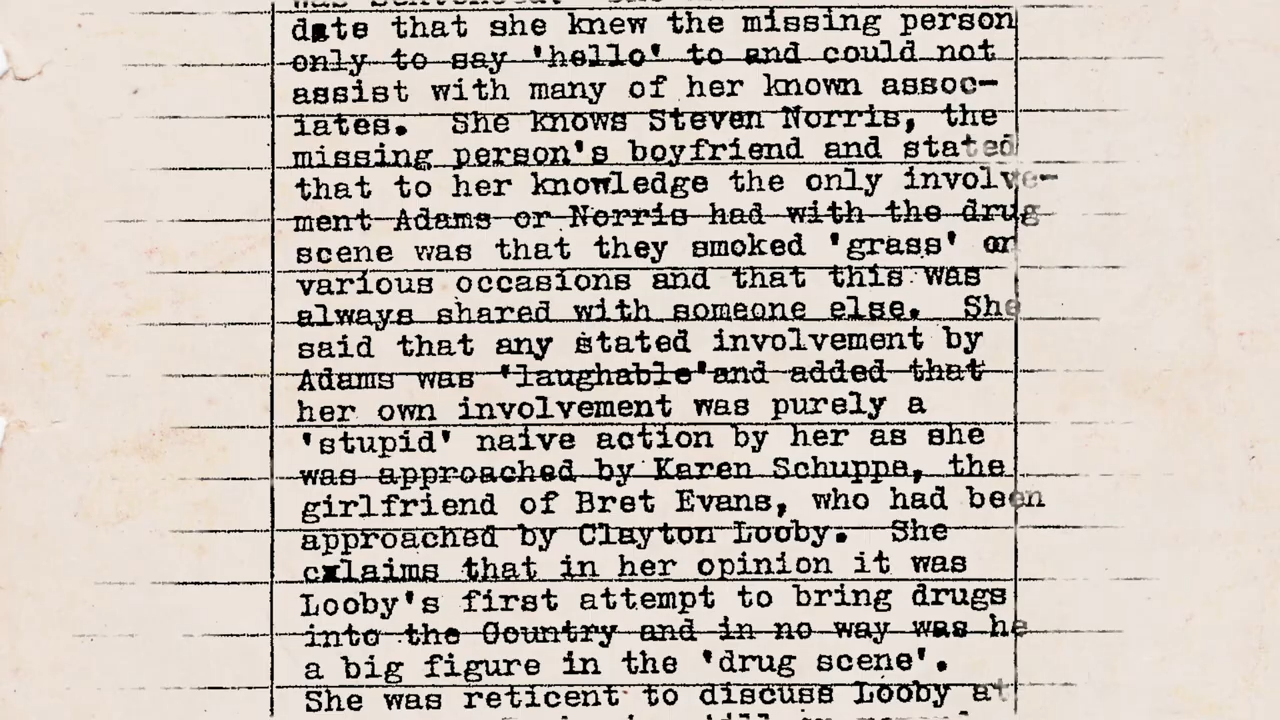 date that she knew the missing person
only to say 'hello' to and could not
assist with many of her known assoc-
iates. She knows Steven Norris, the
missing person's boyfriend and stated
that to her knowledge the only involve-
ment Adams or Norris had with the drug
scene was that they smoked 'grass' on
various occasions and that this was
always shared with someone else. She
said that any stated involvement by
Adams was 'laughable'and added that
her own involvement was purely a
'stupid' naive action by her as she
was approached by Karen Schuppe, the
girlfriend of Bret Evans, who had been
approached by Clayton Looby. She
cxlaims that in her opinion it was
Looby's first attempt to bring drugs
into the Country and in no way was he
a big figure in the 'drug scene'.
She was reticent to discuss Looby at